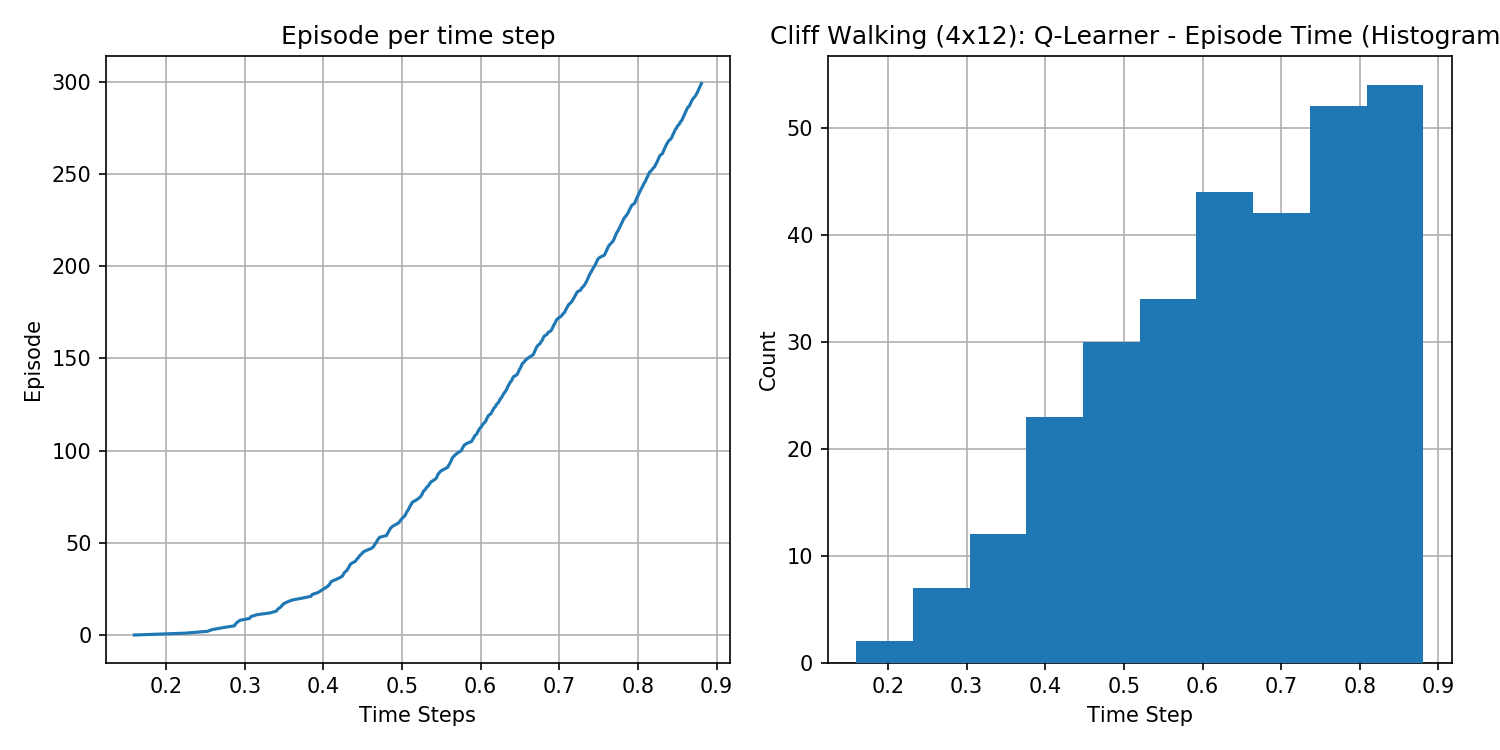 Episode per time step
300
250
200
150
100
50
0
Episode
0.2 0.3 0.4 0.5 0.6 0.7 0.8 0.9
Time Steps
Cliff Walking (4x12): Q-Learner - Episode Time (Histogram
50
40
30
20
10
0
Count
0.2 0.3 0.4 0.5 0.6 0.7 0.8 0.9
Time Step